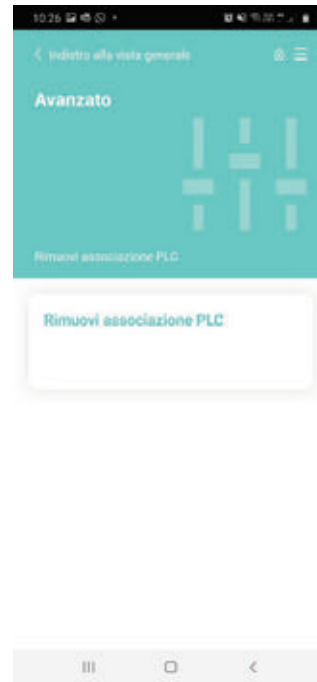 10:26
Indietro alla vista generale
Avanzato
Rimuovi associazione PLC
Rimuovi associazione PLC